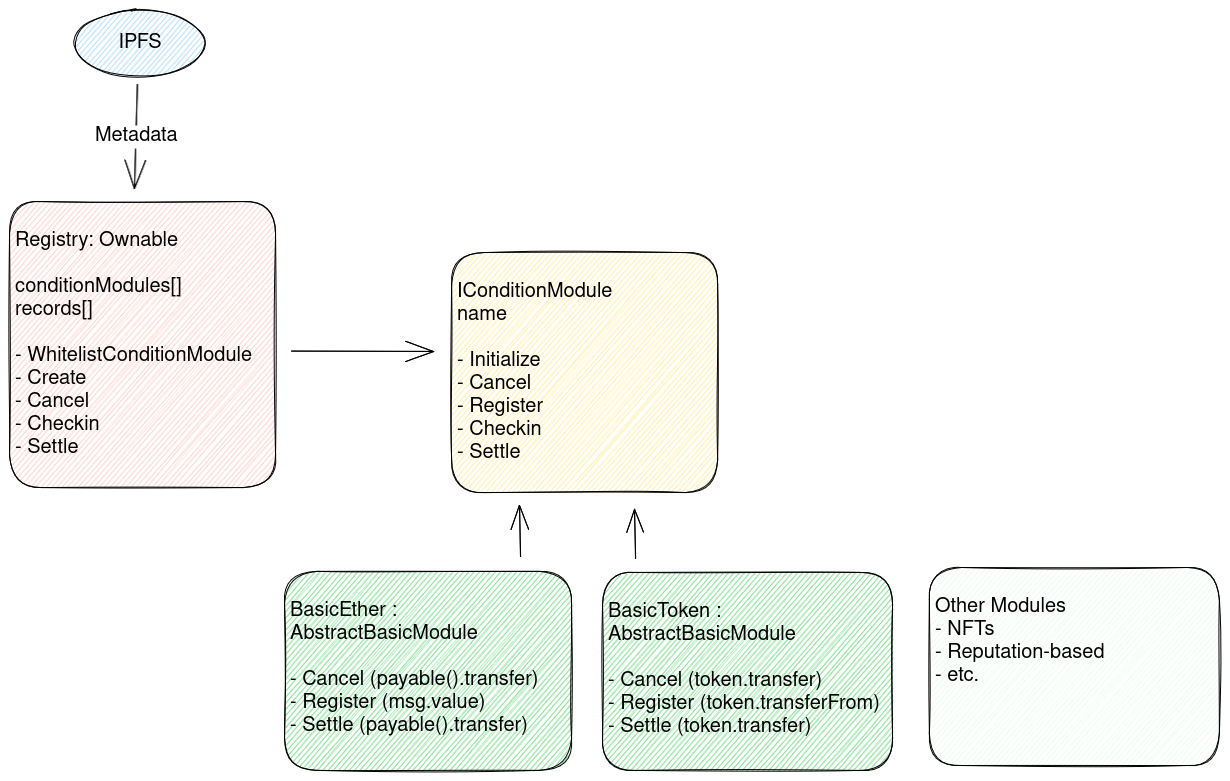 IPFS
Metadata
Registry: Ownable
conditionModules[]
records[]
- WhitelistConditionModule
- Create
- Cancel
- Checkin
- Settle
IConditionModule
name
- Initialize
- Cancel
- Register
- Checkin
- Settle
BasicEther :
AbstractBasicModule
- Cancel (payable().transfer)
- Register (msg.value)
- Settle (payable().transfer)
BasicToken :
AbstractBasicModule
- Cancel (token.transfer)
- Register (token.transferFrom)
- Settle (token.transfer)
Other Modules
- NFTs
- Reputation-based
- etc.